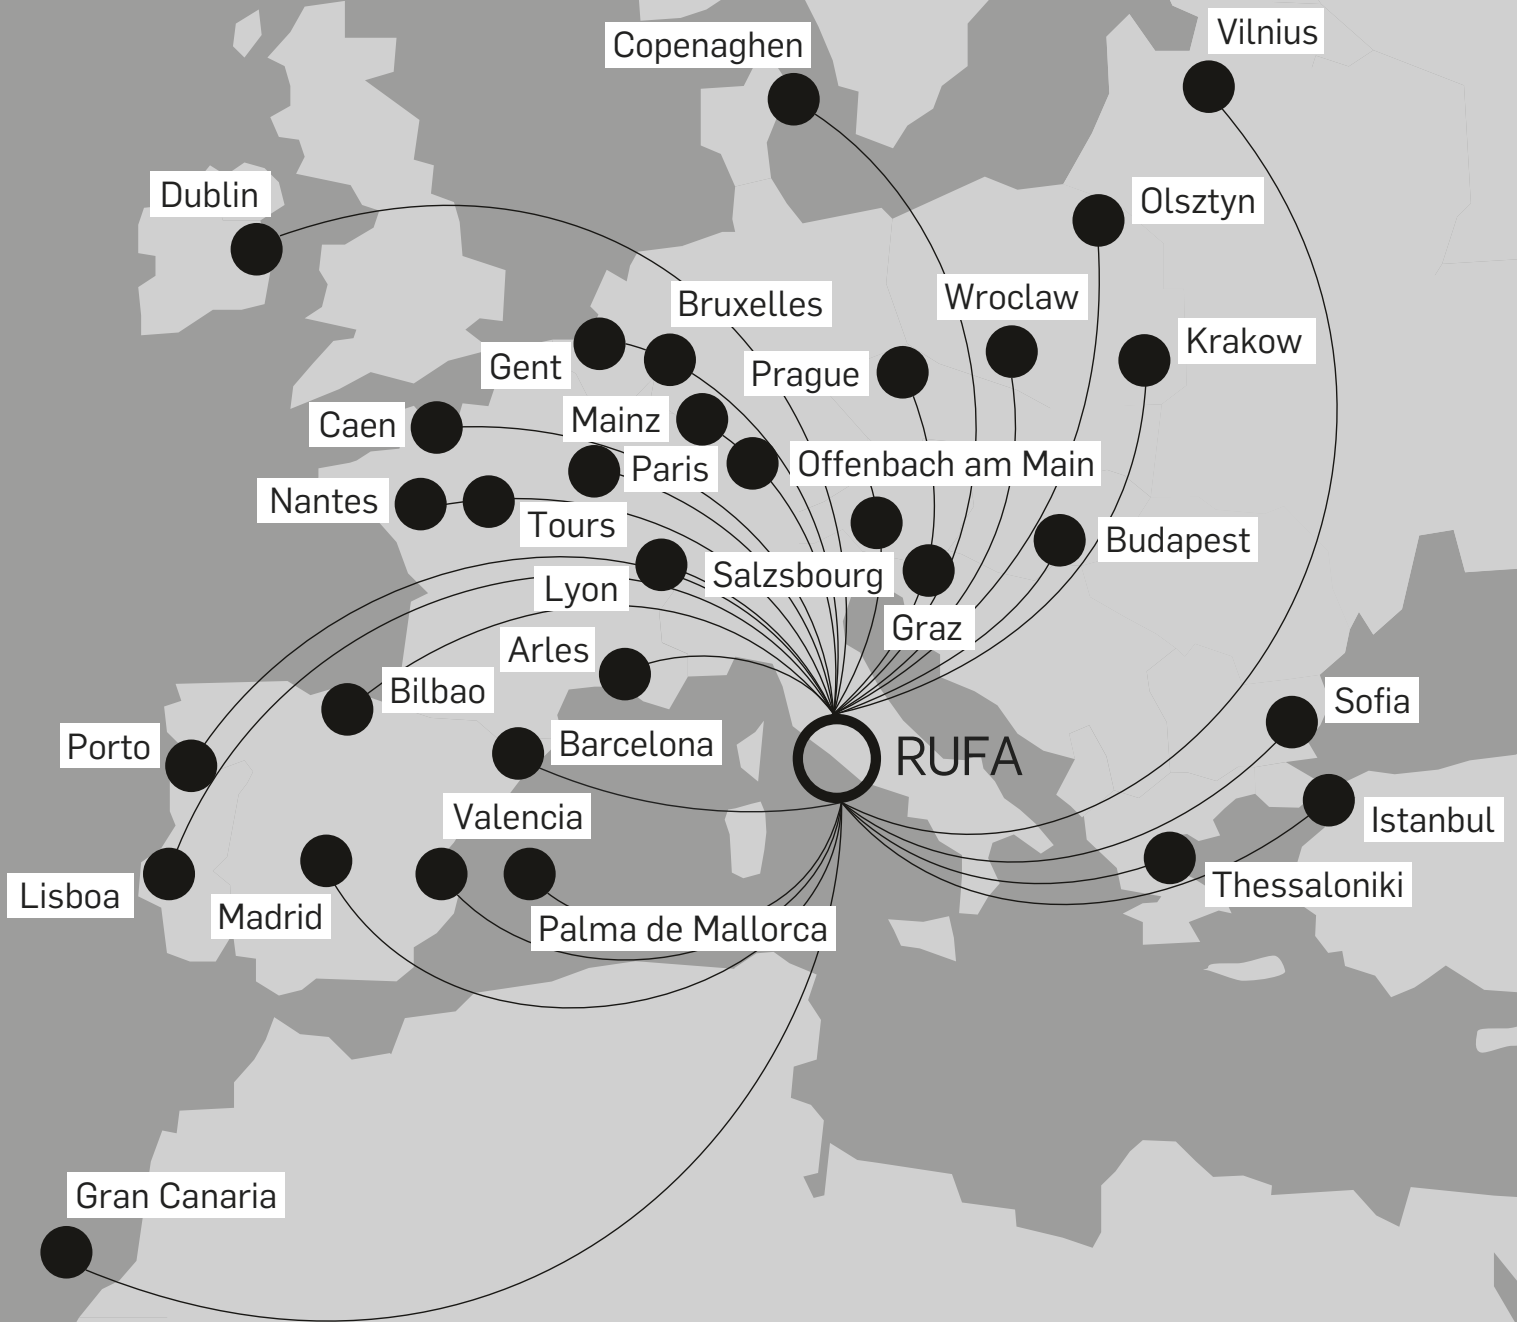 Vilnius
Copenaghen
Dublin
Olsztyn
Wroclaw
Bruxelles
Krakow
Gent
Prague
Caen
Mainz
Paris
Offenbach am Main
Nantes
Tours
Budapest
Salzsbourg
Lyon
Graz
Arles
Bilbao
Sofia
Porto
Barcelona
RUFA
Valencia
Istanbul
Thessaloniki
Lisboa
Madrid
Palma de Mallorca
Gran Canaria